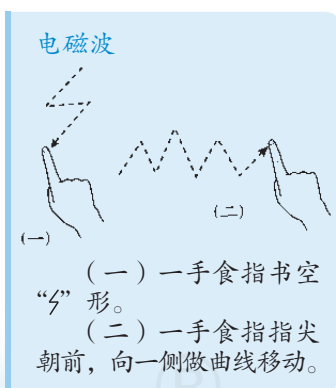 电磁波
(一)
(二)
(一)一手食指书空
“ϟ”形。
(二)一手食指指尖
朝前，向一侧做曲线移动。